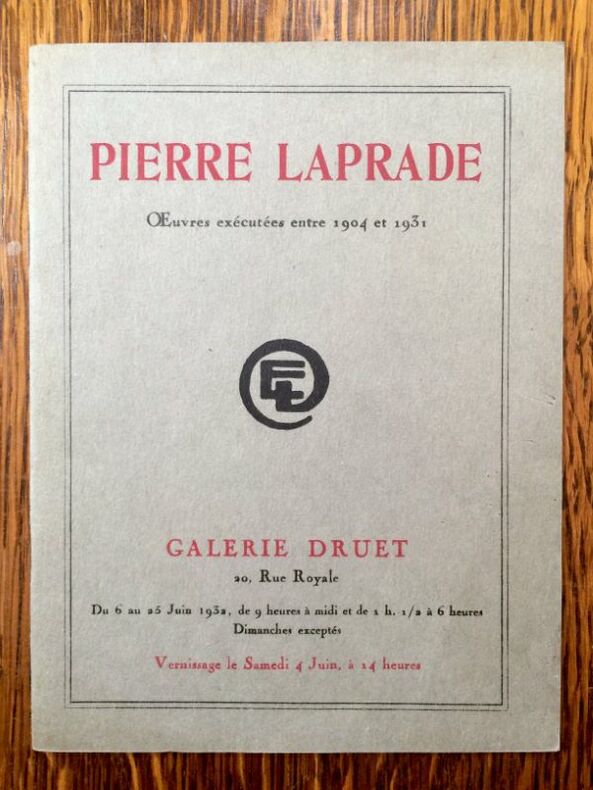 PIERRE LAPRADE
Œuvres exécutées entre 1904 et 1931
GALERIE DRUET
20, Rue Royale
Du 6 au 25 Juin 1932, de 9 heures à midi et de 1 h. 1/2 à 6 heures
Dimanches exceptés
Vernissage le Samedi 4 Juin, à 14 heures